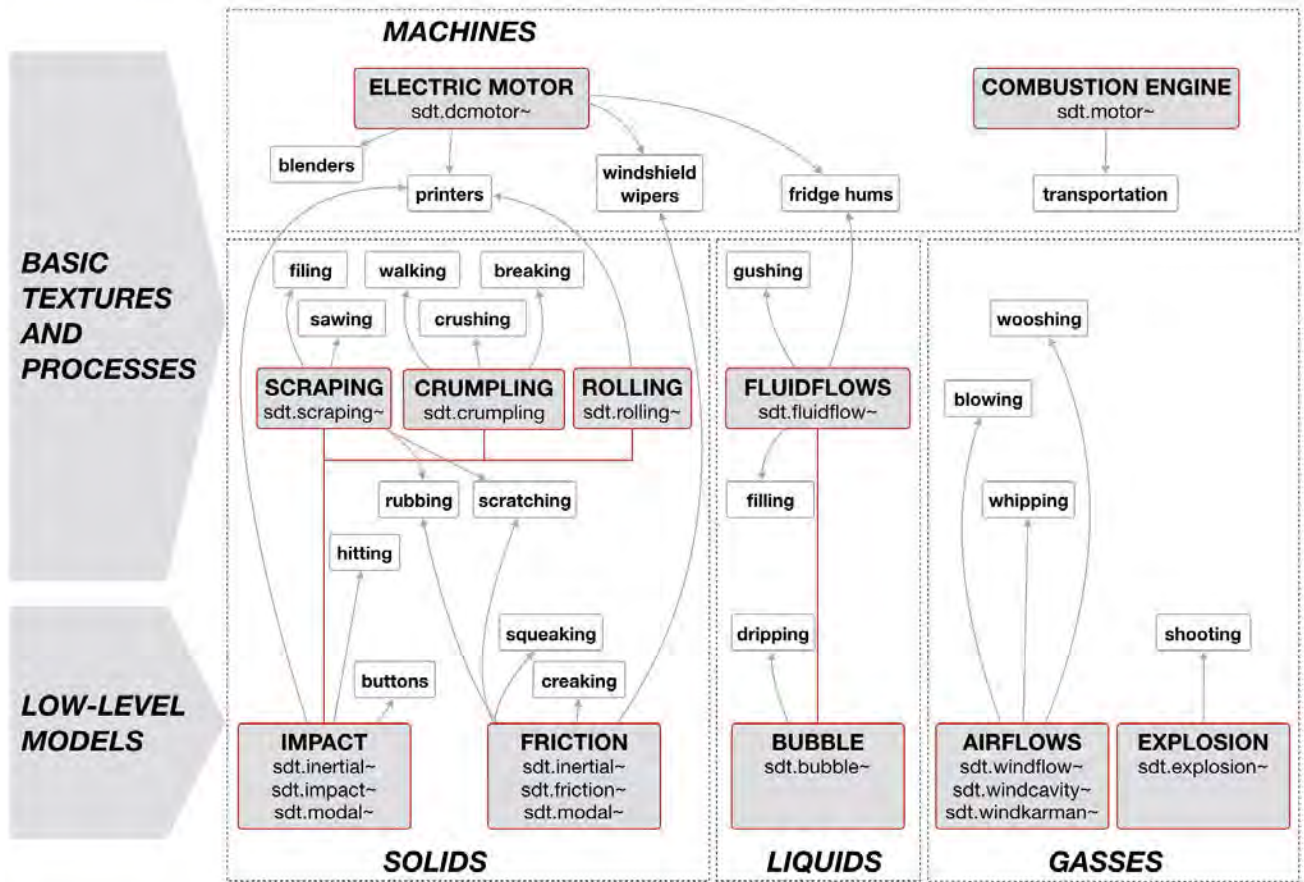 MACHINES
ELECTRIC MOTOR
sdt.dcmotor~
COMBUSTION ENGINE
sdt.motor~
blenders
printers
windshield
wipers
fridge hums
transportation
BASIC
TEXTURES
AND
PROCESSES
filing
walking
breaking
sawing
crushing
SCRAPING
sdt.scraping~
CRUMPLING
sdt.crumpling
ROLLING
sdt.rolling~
rubbing
scratching
hitting
squeaking
buttons
creaking
gushing
FLUIDFLOWS
sdt.fluidflow~
filling
dripping
wooshing
blowing
whipping
shooting
LOW-LEVEL
MODELS
IMPACT
sdt.inertial~
sdt.impact~
sdt.modal~
FRICTION
sdt.inertial~
sdt.friction~
sdt.modal~
BUBBLE
sdt.bubble~
AIRFLOWS
sdt.windflow~
sdt.windcavity~
sdt.windkarman~
EXPLOSION
sdt.explosion~
SOLIDS
LIQUIDS
GASSES